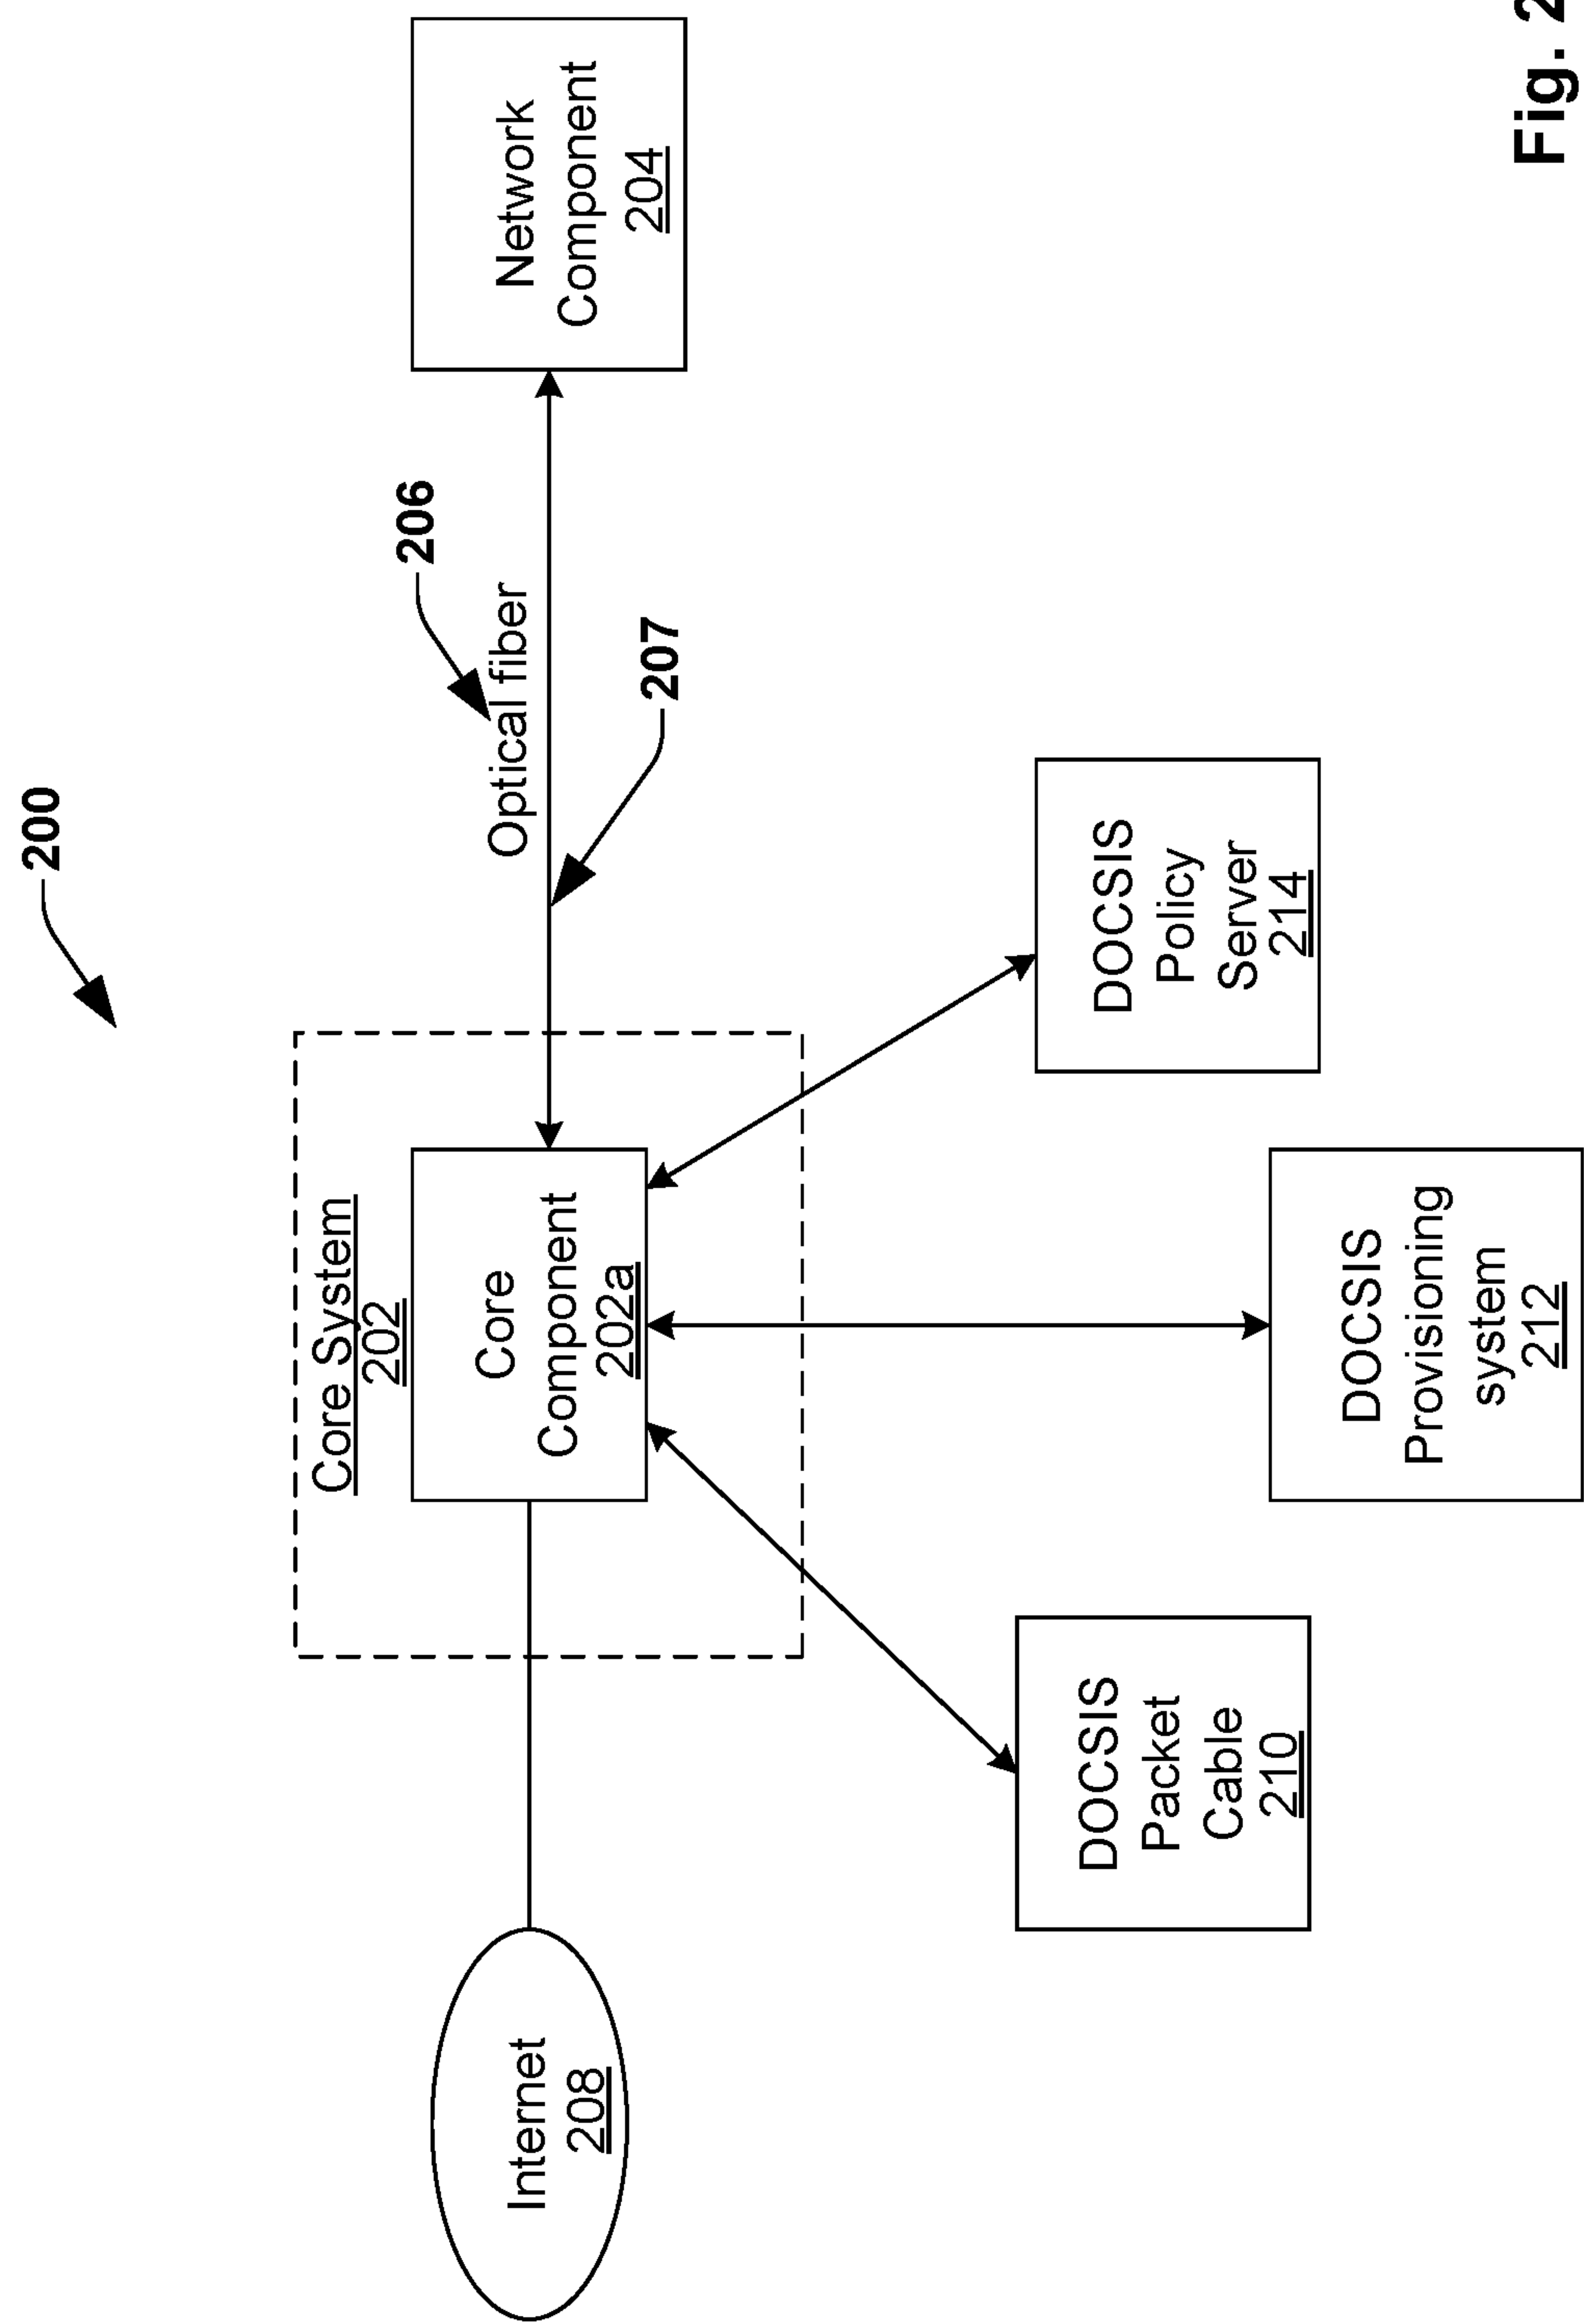 200
Core System
202
206
Optical fiber
207
Internet
208
Core
Component
202a
Network
Component
204
DOCSIS
Packet
Cable
210
DOCSIS
Provisioning
system
212
DOCSIS
Policy
Server
214
Fig. 2